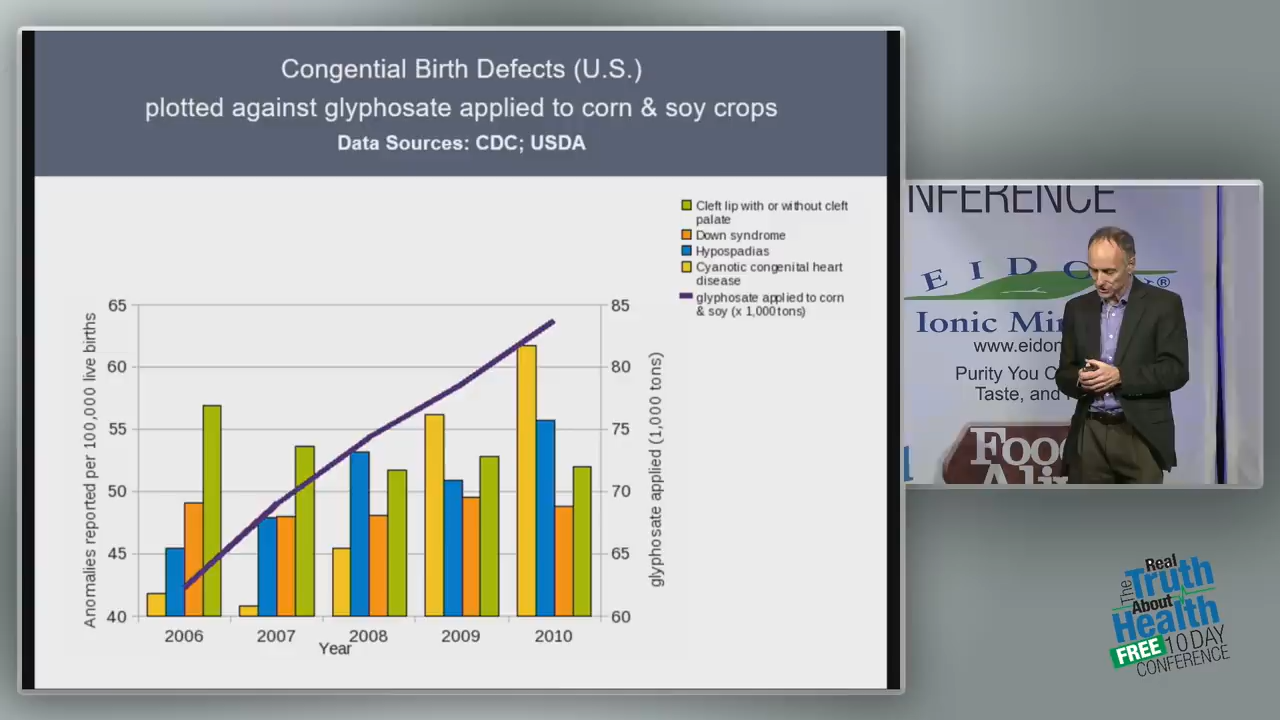 Congential Birth Defects (U.S.)
plotted against glyphosate applied to corn & soy crops
Data Sources: CDC; USDA
Cleft lip with or without cleft
palate
Down syndrome
Hypospadias
Cyanotic congenital heart
disease
glyphosate applied to corn
& soy (x 1,000 tons)
Anomalies reported per 100,000 live births
65
60
55
50
45
40
85
80
75
70
65
60
glyphosate applied (1,000 tons)
2006 2007 2008 2009 2010
Year
NFERENCE
EIDO
®
Ionic Mi
www.eidon
Purity You C
Taste, and
Food
Aliv
The Real
Truth
About
Health
FREE 10 DAY
CONFERENCE